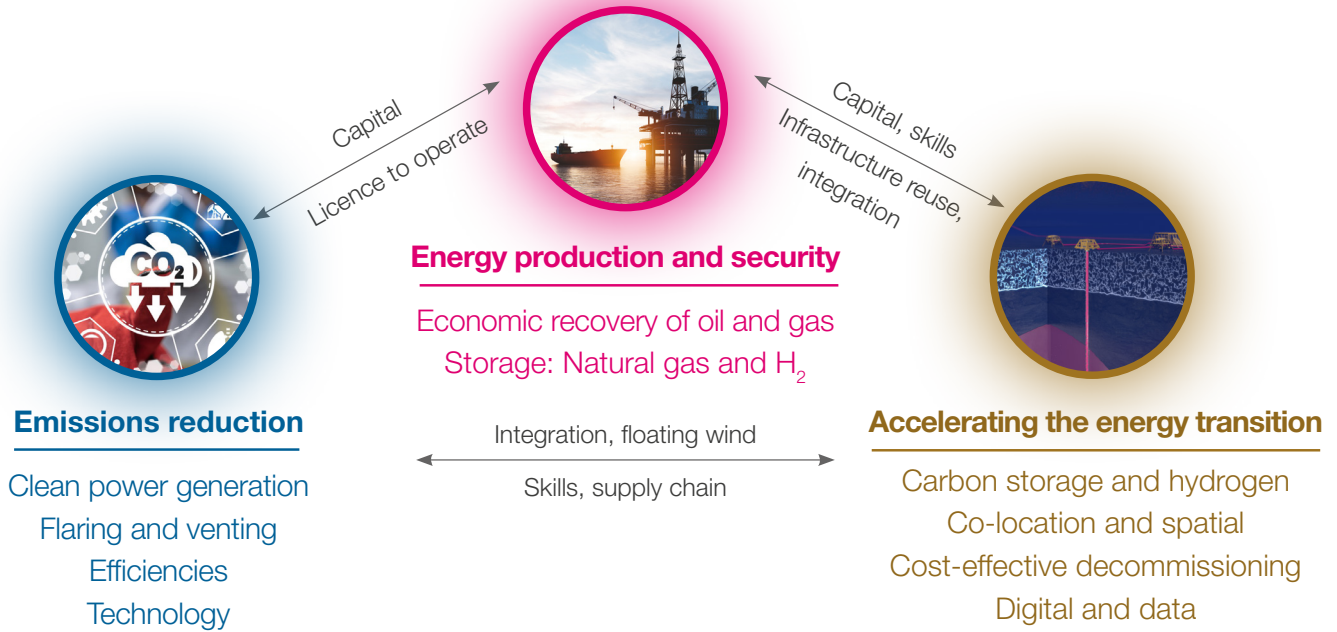 Capital
Licence to operate
Capital, skills
Infrastructure reuse,
integration
CO₂
Energy production and security
Economic recovery of oil and gas
Storage: Natural gas and H₂
Emissions reduction
Clean power generation
Flaring and venting
Efficiencies
Technology
Integration, floating wind
Skills, supply chain
Accelerating the energy transition
Carbon storage and hydrogen
Co-location and spatial
Cost-effective decommissioning
Digital and data